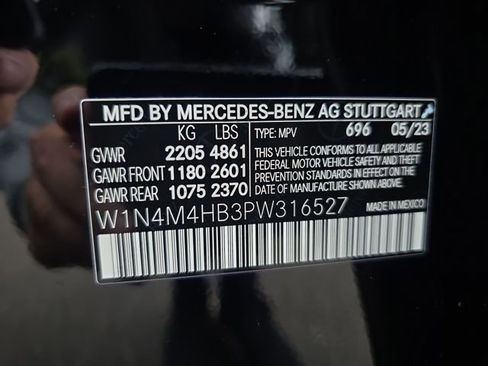 MFD BY MERCEDES-BENZ AG STUTTGART
KG LBS
GVWR 2205 4861
GAWR FRONT 1180 2601
GAWR REAR 1075 2370
TYPE: MPV 696 05/23
THIS VEHICLE CONFORMS TO ALL APPLICABLE
FEDERAL MOTOR VEHICLE SAFETY AND
THEFT PREVENTION STANDARDS IN EFFECT ON THE
DATE OF MANUFACTURE SHOWN ABOVE.
W1N4M4HB3PW316527 MADE IN MEXICO